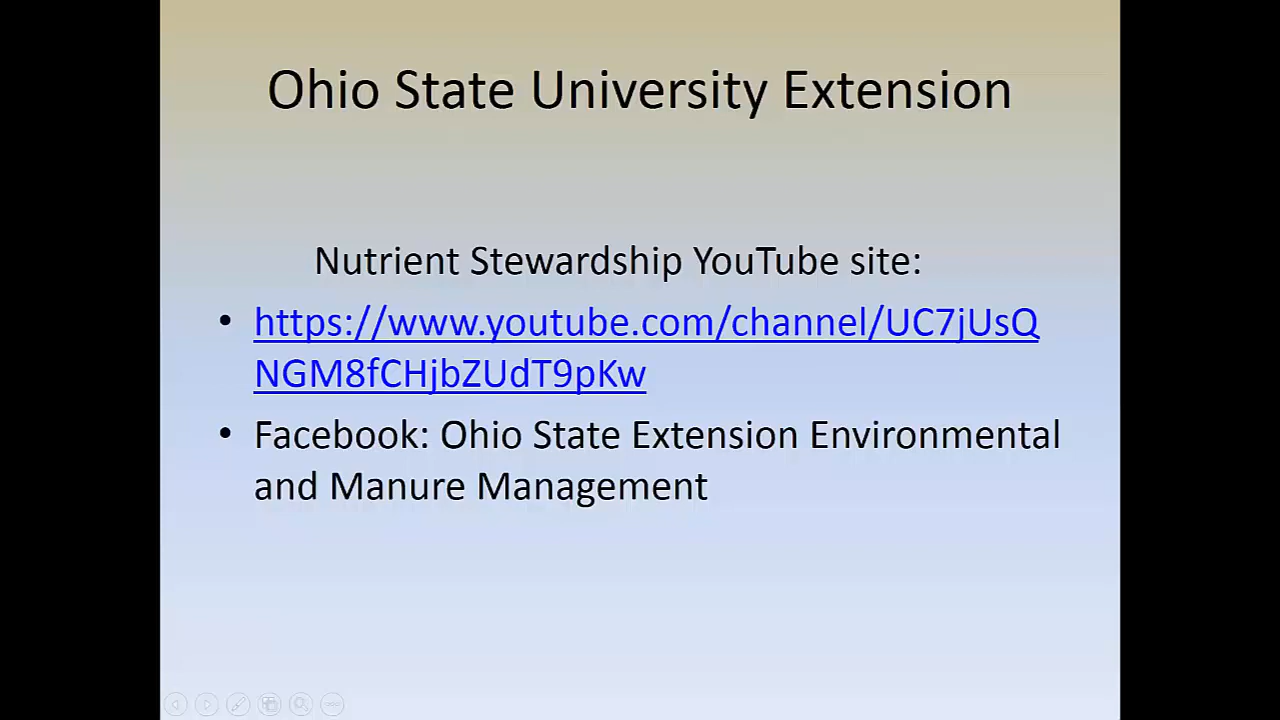 Ohio State University Extension
Nutrient Stewardship YouTube site:
• https://www.youtube.com/channel/UC7jUsQ
NGM8fCHjbZUdT9pKw
• Facebook: Ohio State Extension Environmental
and Manure Management